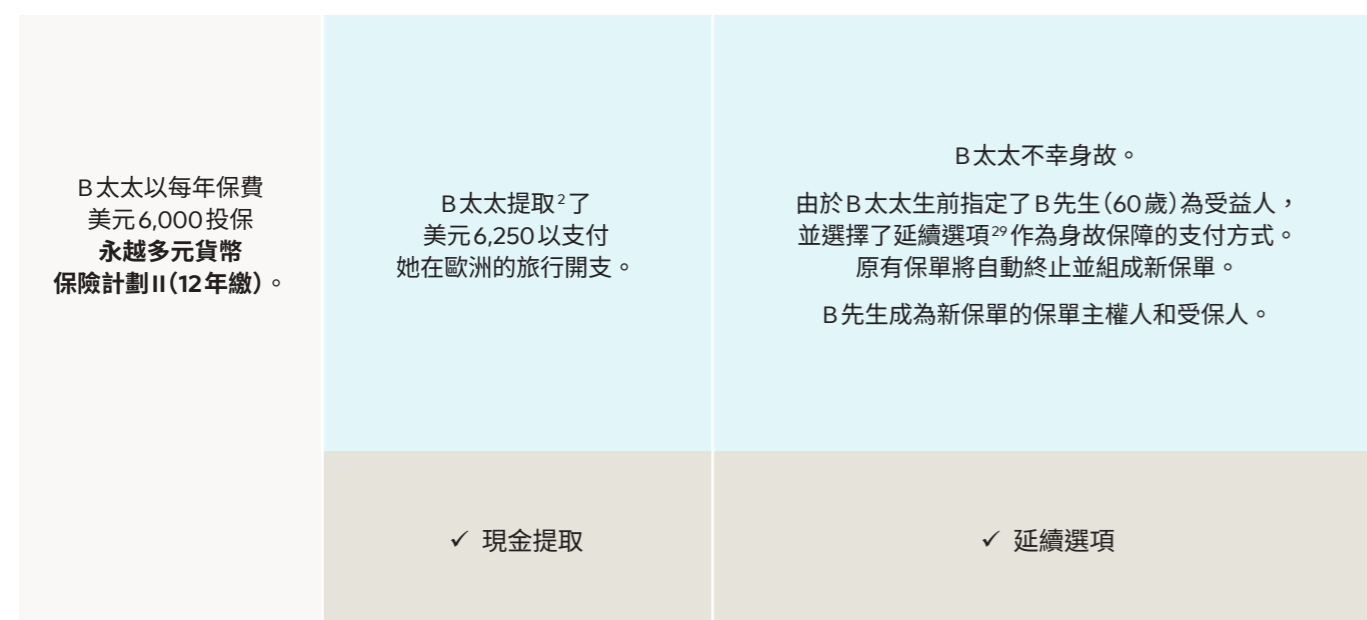 B太太以每年保費
美元6,000投保
永越多元貨幣
保險計劃II(12年繳)。
B太太提取²了
美元6,250以支付
她在歐洲的旅行開支。
B太太不幸身故。
由於B太太生前指定了B先生(60歲)為受益人，
並選擇了延續選項²⁹作為身故保障的支付方式。
原有保單將自動終止並組成新保單。
B先生成為新保單的保單主權人和受保人。
✓ 現金提取
✓ 延續選項